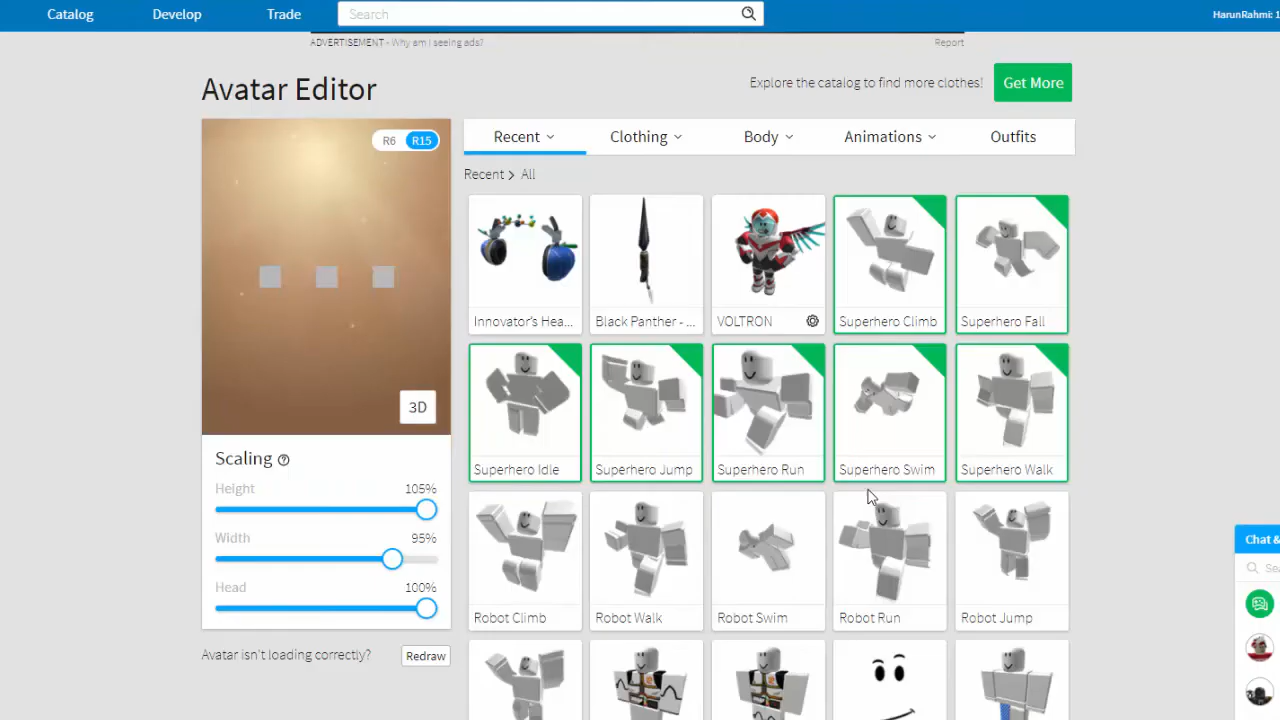 Catalog Develop Trade Search HarunRahmi: 1
ADVERTISEMENT - Why am I seeing ads? Report
Avatar Editor Explore the catalog to find more clothes! Get More
R6 R15 Recent Clothing Body Animations Outfits
Recent > All
Innovator's Hea... Black Panther - ... VOLTRON Superhero Climb Superhero Fall
3D
Scaling
Superhero Idle Superhero Jump Superhero Run Superhero Swim Superhero Walk
Height 105%
Width 95%
Chat &
Sea
Head 100%
Robot Climb Robot Walk Robot Swim Robot Run Robot Jump
Avatar isn't loading correctly? Redraw